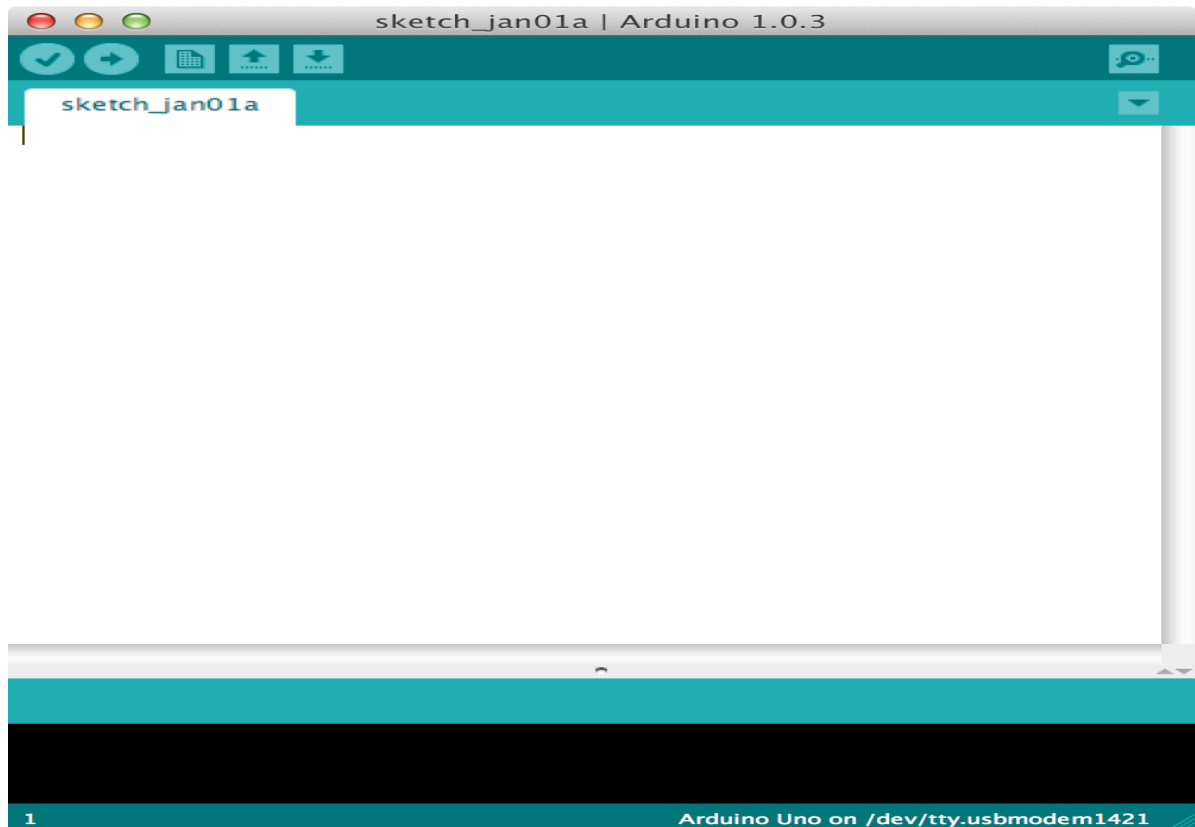 sketch_jan01a | Arduino 1.0.3
sketch_jan01a
1
Arduino Uno on /dev/tty.usbmodem1421